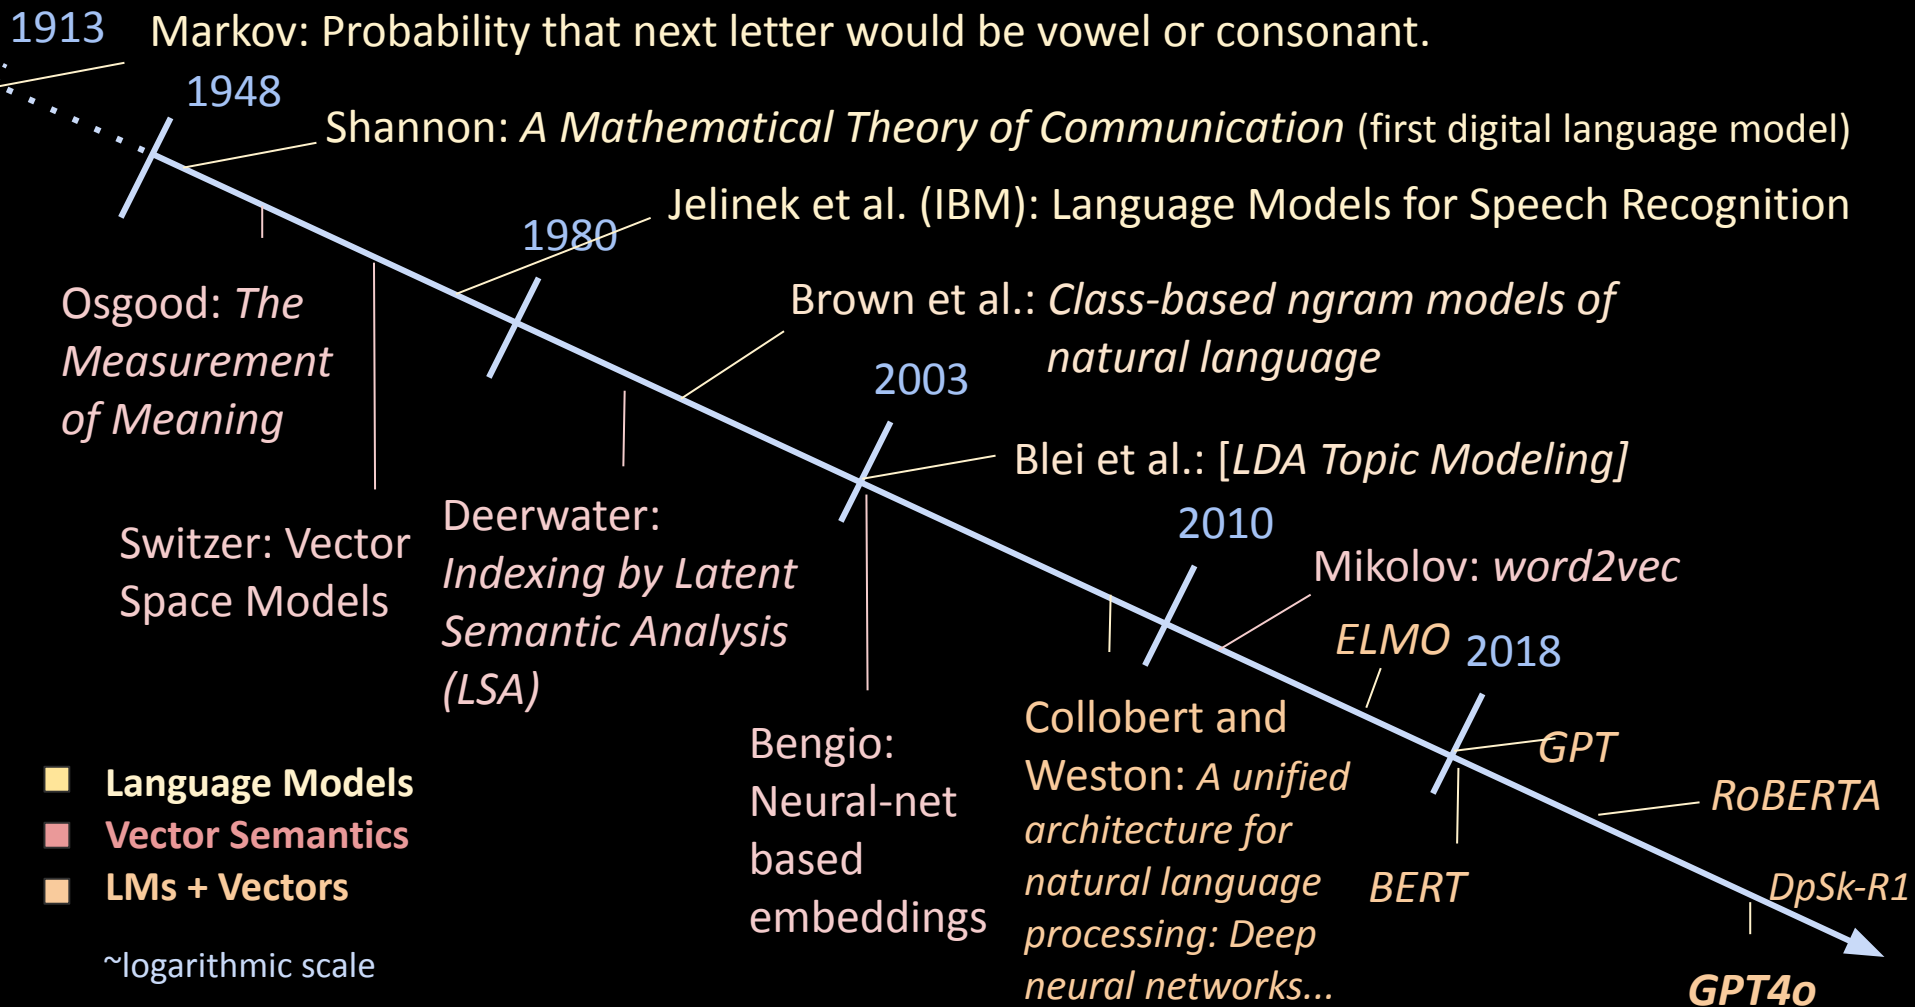 1913 Markov: Probability that next letter would be vowel or consonant.
1948
Shannon: A Mathematical Theory of Communication (first digital language model)
Jelinek et al. (IBM): Language Models for Speech Recognition
1980
Osgood: The
Measurement
of Meaning
Brown et al.: Class-based ngram models of
natural language
2003
Switzer: Vector
Space Models
Deerwater:
Indexing by Latent
Semantic Analysis
(LSA)
Blei et al.: [LDA Topic Modeling]
2010
Mikolov: word2vec
ELMO
2018
Bengio:
Neural-net
based
embeddings
Collobert and
Weston: A unified
architecture for
natural language
processing: Deep
neural networks...
GPT
BERT
RoBERTA
DpSk-R1
GPT4o
Language Models
Vector Semantics
LMs + Vectors
~logarithmic scale